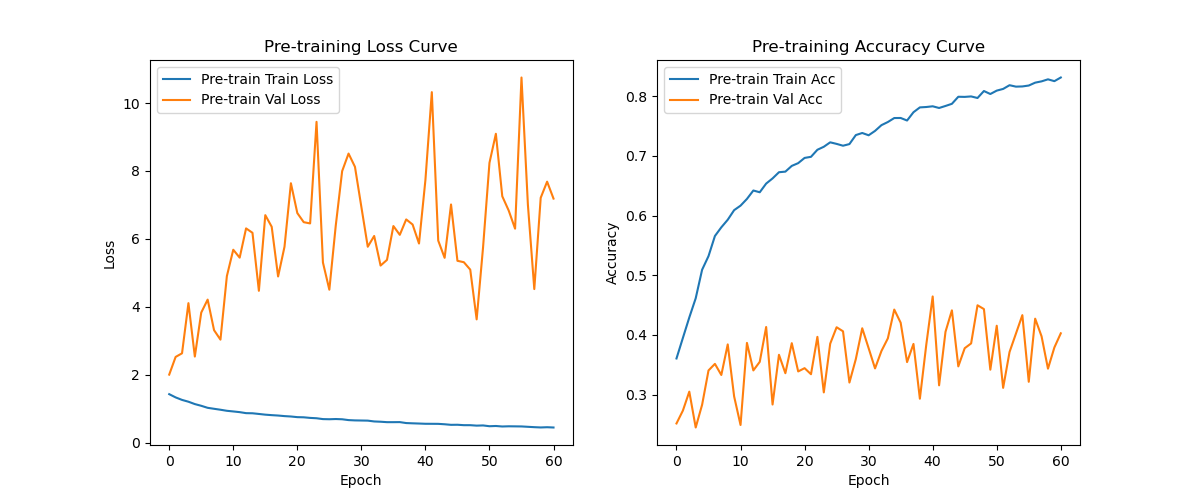 Pre-training Loss Curve
Pre-train Train Loss
Pre-train Val Loss
Loss
10
8
6
4
2
0
0 10 20 30 40 50 60
Epoch
Pre-training Accuracy Curve
Pre-train Train Acc
Pre-train Val Acc
Accuracy
0.8
0.7
0.6
0.5
0.4
0.3
0 10 20 30 40 50 60
Epoch